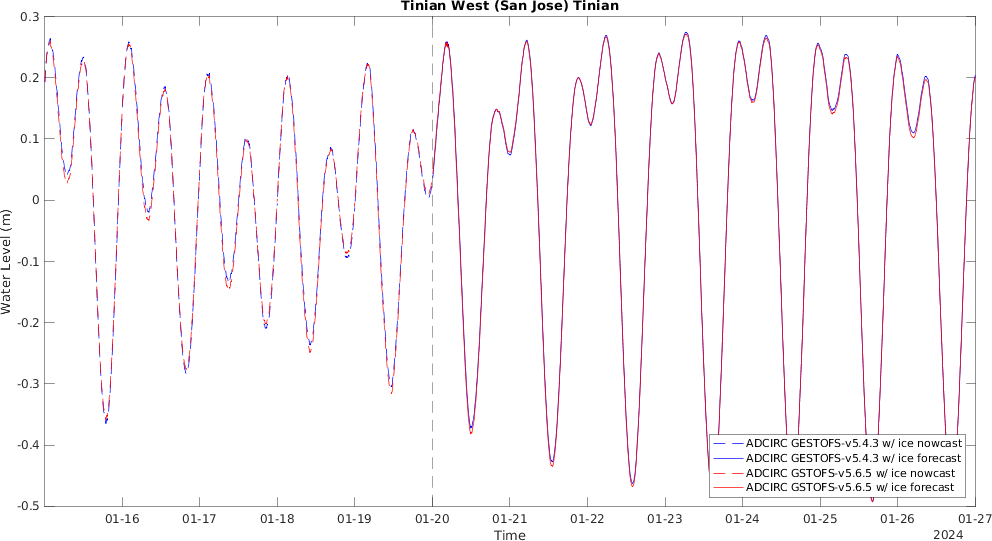 Tinian West (San Jose) Tinian
0.3
0.2
0.1
0
-0.1
-0.2
-0.3
-0.4
-0.5
Water Level (m)
ADCIRC GESTOFS-v5.4.3 w/ ice nowcast
ADCIRC GESTOFS-v5.4.3 w/ ice forecast
ADCIRC GSTOFS-v5.6.5 w/ ice nowcast
ADCIRC GSTOFS-v5.6.5 w/ ice forecast
01-16 01-17 01-18 01-19 01-20 01-21 01-22 01-23 01-24 01-25 01-26 01-27
Time
2024